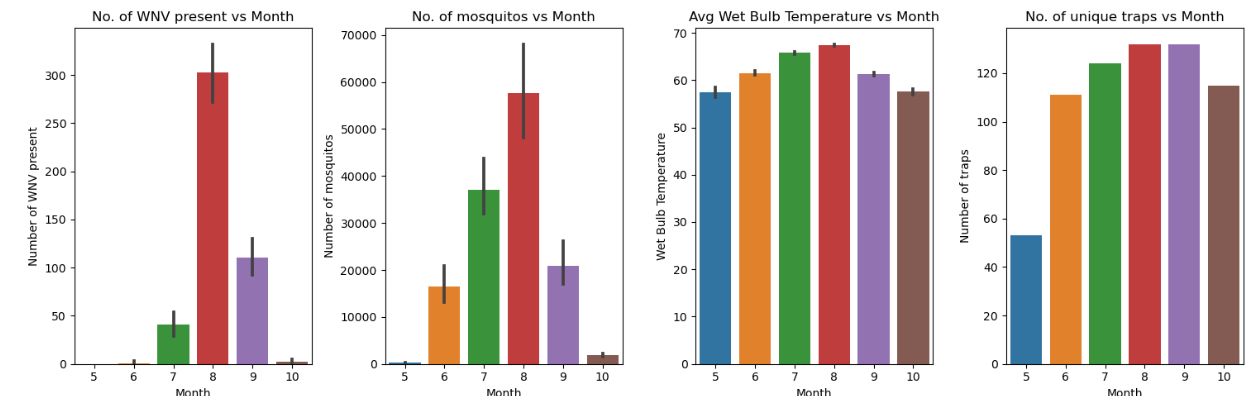 No. of WNV present vs Month
Number of WNV present
300
250
200
150
100
50
0
5 6 7 8 9 10
Month
No. of mosquitos vs Month
Number of mosquitos
70000
60000
50000
40000
30000
20000
10000
0
5 6 7 8 9 10
Month
Avg Wet Bulb Temperature vs Month
Wet Bulb Temperature
70
60
50
40
30
20
10
0
5 6 7 8 9 10
Month
No. of unique traps vs Month
Number of traps
120
100
80
60
40
20
0
5 6 7 8 9 10
Month